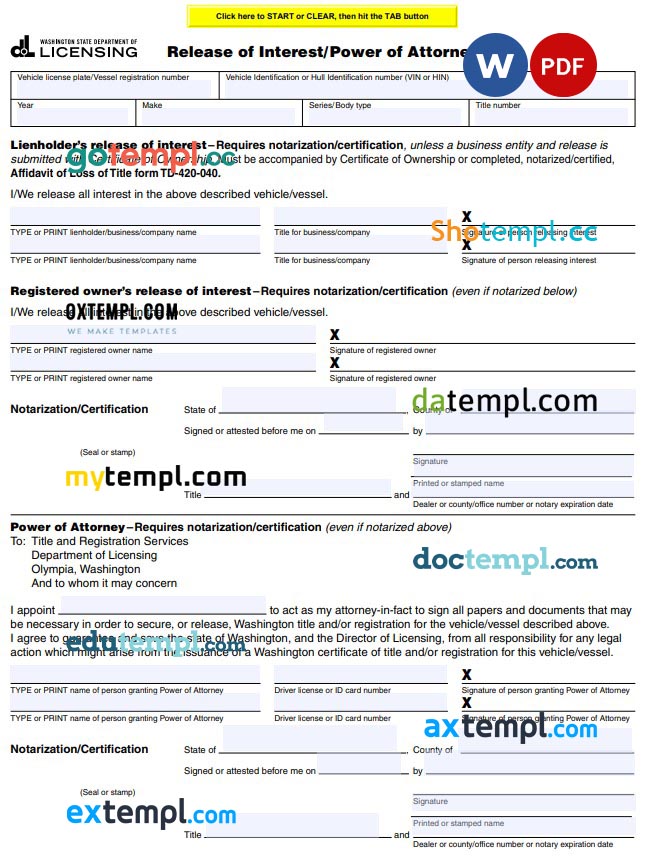 Click here to START or CLEAR, then hit the TAB button
WASHINGTON STATE DEPARTMENT OF
LICENSING
Release of Interest/Power of Attorne
W PDF
Vehicle license plate/Vessel registration number Vehicle Identification or Hull Identification number (VIN or HIN)
Year Make Series/Body type Title number
Lienholder's release of interest–Requires notarization/certification, unless a business entity and release is
submitted with Certificate of Ownership. Must be accompanied by Certificate of Ownership or completed, notarized/certified,
gotempl.cc
Affidavit of Loss of Title form TD-420-040.
I/We release all interest in the above described vehicle/vessel.
X
TYPE or PRINT lienholder/business/company name Title for business/company Signature of person releasing interest
Shotempl.cc
X
TYPE or PRINT lienholder/business/company name Title for business/company Signature of person releasing interest
Registered owner's release of interest–Requires notarization/certification (even if notarized below)
I/We release all interest in the above described vehicle/vessel.
OXTEMPL.COM
WE MAKE TEMPLATES
X
TYPE or PRINT registered owner name Signature of registered owner
X
TYPE or PRINT registered owner name Signature of registered owner
datempl.com
Notarization/Certification State of , County of
Signed or attested before me on by
(Seal or stamp)
Signature
mytempl.com
Printed or stamped name
Title and
Dealer or county/office number or notary expiration date
Power of Attorney–Requires notarization/certification (even if notarized above)
To: Title and Registration Services
Department of Licensing
Olympia, Washington
And to whom it may concern
doctempl.com
I appoint to act as my attorney-in-fact to sign all papers and documents that may
be necessary in order to secure, or release, Washington title and/or registration for the vehicle/vessel described above.
I agree to guarantee and save the state of Washington, and the Director of Licensing, from all responsibility for any legal
edutempl.com
action which might arise from the issuance of a Washington certificate of title and/or registration for this vehicle/vessel.
X
TYPE or PRINT name of person granting Power of Attorney Driver license or ID card number Signature of person granting Power of Attorney
X
TYPE or PRINT name of person granting Power of Attorney Driver license or ID card number Signature of person granting Power of Attorney
axtempl.com
Notarization/Certification State of , County of
Signed or attested before me on by
(Seal or stamp)
Signature
extempl.com
Printed or stamped name
Title and
Dealer or county/office number or notary expiration date